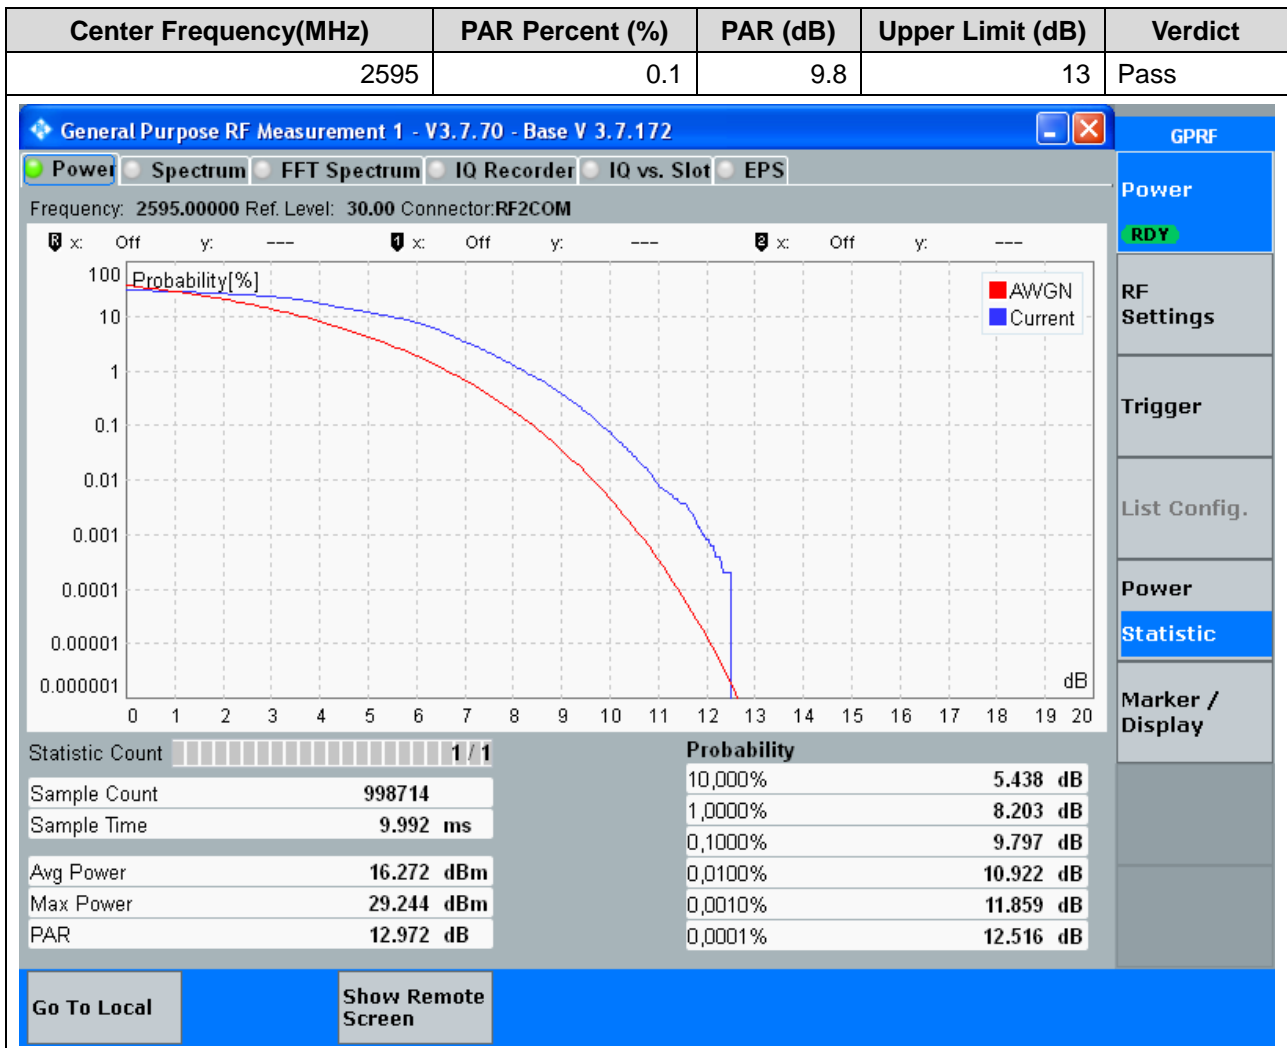 Center Frequency(MHz) PAR Percent (%) PAR (dB) Upper Limit (dB) Verdict
2595 0.1 9.8 13 Pass
General Purpose RF Measurement 1 - V3.7.70 - Base V 3.7.172
GPRF
Power Spectrum FFT Spectrum IQ Recorder IQ vs. Slot EPS
Frequency: 2595.00000 Ref. Level: 30.00 Connector:RF2COM
R x: Off y: --- 1 x: Off y: --- 2 x: Off y: ---
Probability[%]
AWGN
Current
100
10
1
0.1
0.01
0.001
0.0001
0.00001
0.000001
dB
0 1 2 3 4 5 6 7 8 9 10 11 12 13 14 15 16 17 18 19 20
Statistic Count 1 / 1
Sample Count 998714
Sample Time 9.992 ms
Avg Power 16.272 dBm
Max Power 29.244 dBm
PAR 12.972 dB
Probability
10,000% 5.438 dB
1,0000% 8.203 dB
0,1000% 9.797 dB
0,0100% 10.922 dB
0,0010% 11.859 dB
0,0001% 12.516 dB
Power
RDY
RF
Settings
Trigger
List Config.
Power
Statistic
Marker /
Display
Go To Local
Show Remote
Screen